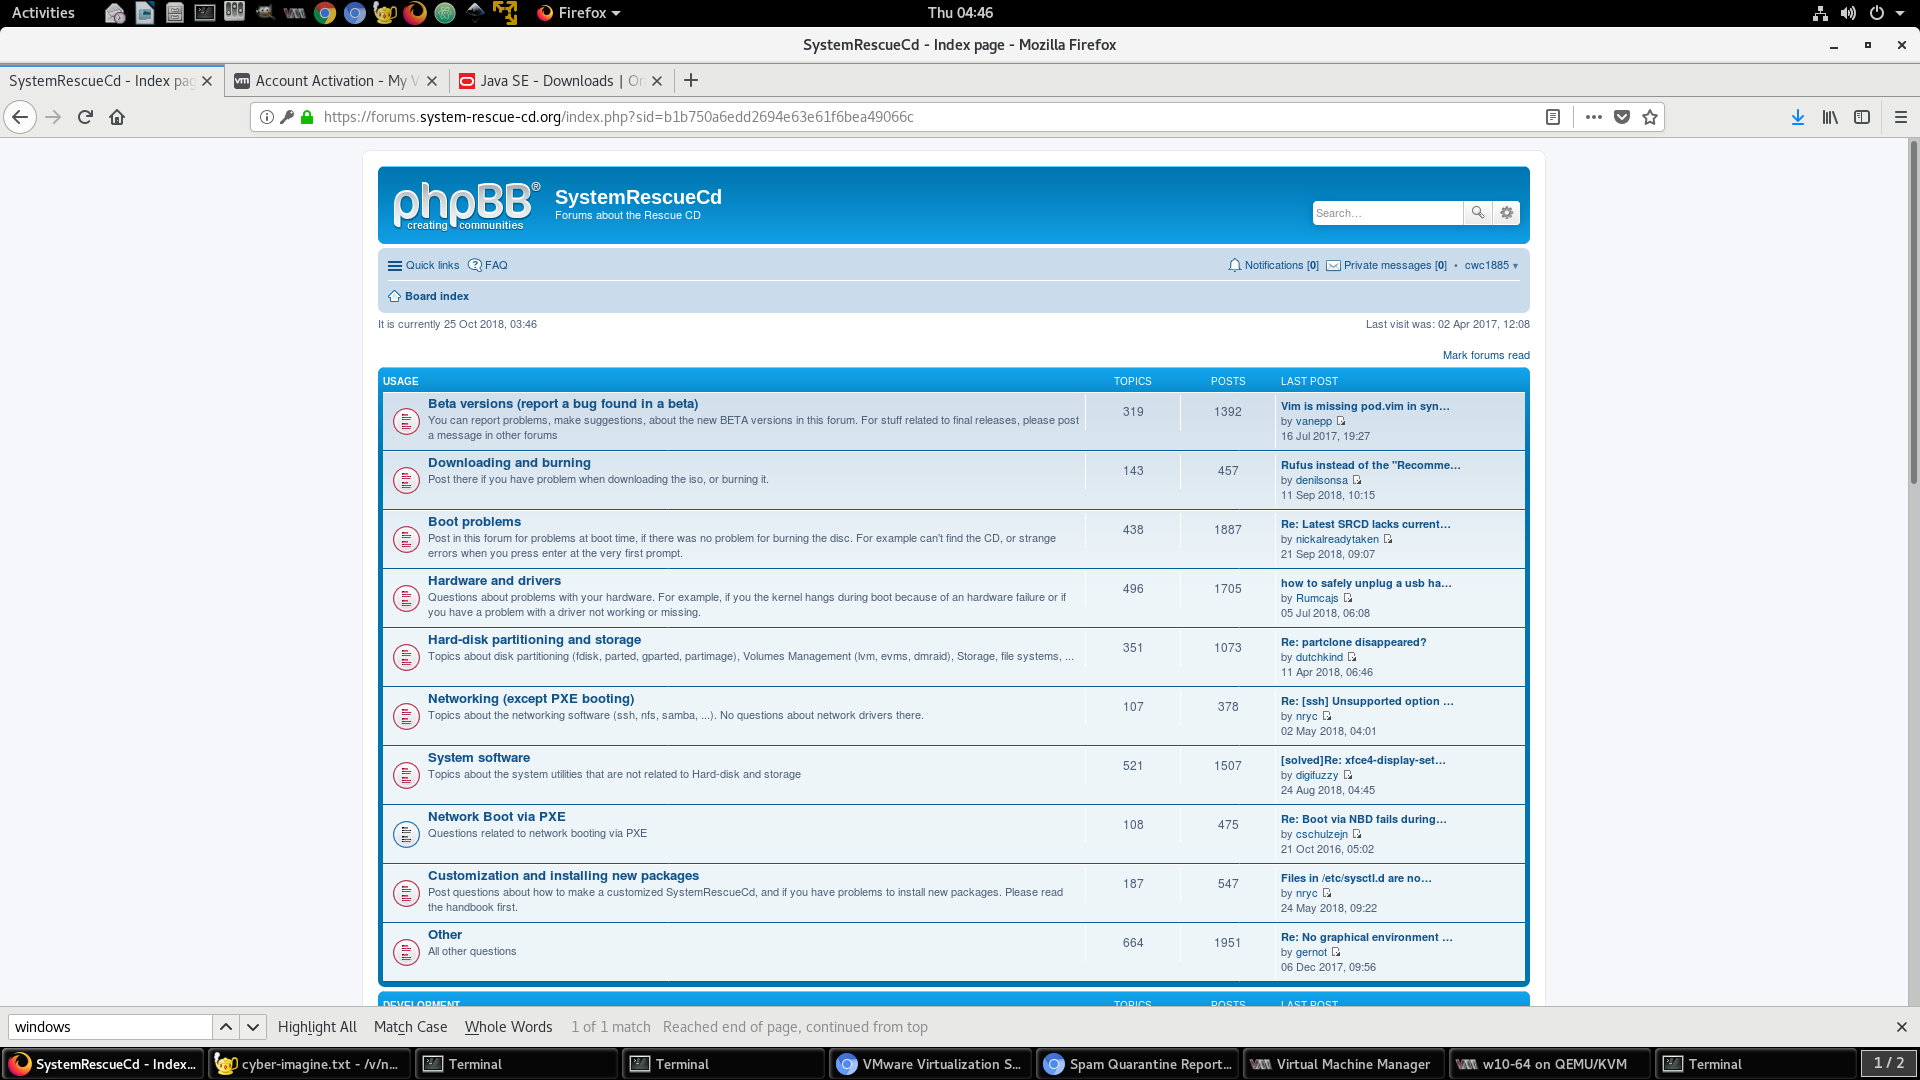 Activities
Firefox
Thu 04:46
SystemRescueCd - Index page - Mozilla Firefox
SystemRescueCd - Index pag
Account Activation - My V
Java SE - Downloads | Or
https://forums.system-rescue-cd.org/index.php?sid=b1b750a6edd2694e63e61f6bea49066c
phpBB®
creating communities
SystemRescueCd
Forums about the Rescue CD
Search…
Quick links
FAQ
Notifications [0]
Private messages [0]
cwc1885
Board index
It is currently 25 Oct 2018, 03:46
Last visit was: 02 Apr 2017, 12:08
Mark forums read
USAGE TOPICS POSTS LAST POST
Beta versions (report a bug found in a beta)
You can report problems, make suggestions, about the new BETA versions in this forum. For stuff related to final releases, please post
a message in other forums
319
1392
Vim is missing pod.vim in syn…
by vanepp
16 Jul 2017, 19:27
Downloading and burning
Post there if you have problem when downloading the iso, or burning it.
143
457
Rufus instead of the "Recomme…
by denilsonsa
11 Sep 2018, 10:15
Boot problems
Post in this forum for problems at boot time, if there was no problem for burning the disc. For example can't find the CD, or strange
errors when you press enter at the very first prompt.
438
1887
Re: Latest SRCD lacks current…
by nickalreadytaken
21 Sep 2018, 09:07
Hardware and drivers
Questions about problems with your hardware. For example, if you the kernel hangs during boot because of an hardware failure or if
you have a problem with a driver not working or missing.
496
1705
how to safely unplug a usb ha…
by Rumcajs
05 Jul 2018, 06:08
Hard-disk partitioning and storage
Topics about disk partitioning (fdisk, parted, gparted, partimage), Volumes Management (lvm, evms, dmraid), Storage, file systems, ...
351
1073
Re: partclone disappeared?
by dutchkind
11 Apr 2018, 06:46
Networking (except PXE booting)
Topics about the networking software (ssh, nfs, samba, ...). No questions about network drivers there.
107
378
Re: [ssh] Unsupported option …
by nryc
02 May 2018, 04:01
System software
Topics about the system utilities that are not related to Hard-disk and storage
521
1507
[solved]Re: xfce4-display-set…
by digifuzzy
24 Aug 2018, 04:45
Network Boot via PXE
Questions related to network booting via PXE
108
475
Re: Boot via NBD fails during…
by cschulzejn
21 Oct 2016, 05:02
Customization and installing new packages
Post questions about how to make a customized SystemRescueCd, and if you have problems to install new packages. Please read
the handbook first.
187
547
Files in /etc/sysctl.d are no…
by nryc
24 May 2018, 09:22
Other
All other questions
664
1951
Re: No graphical environment …
by gernot
06 Dec 2017, 09:56
DEVELOPMENT TOPICS POSTS LAST POST
windows
Highlight All
Match Case
Whole Words
1 of 1 match
Reached end of page, continued from top
SystemRescueCd - Index...
cyber-imagine.txt - /v/n...
Terminal
Terminal
VMware Virtualization S...
Spam Quarantine Report...
Virtual Machine Manager
w10-64 on QEMU/KVM
Terminal
1 / 2